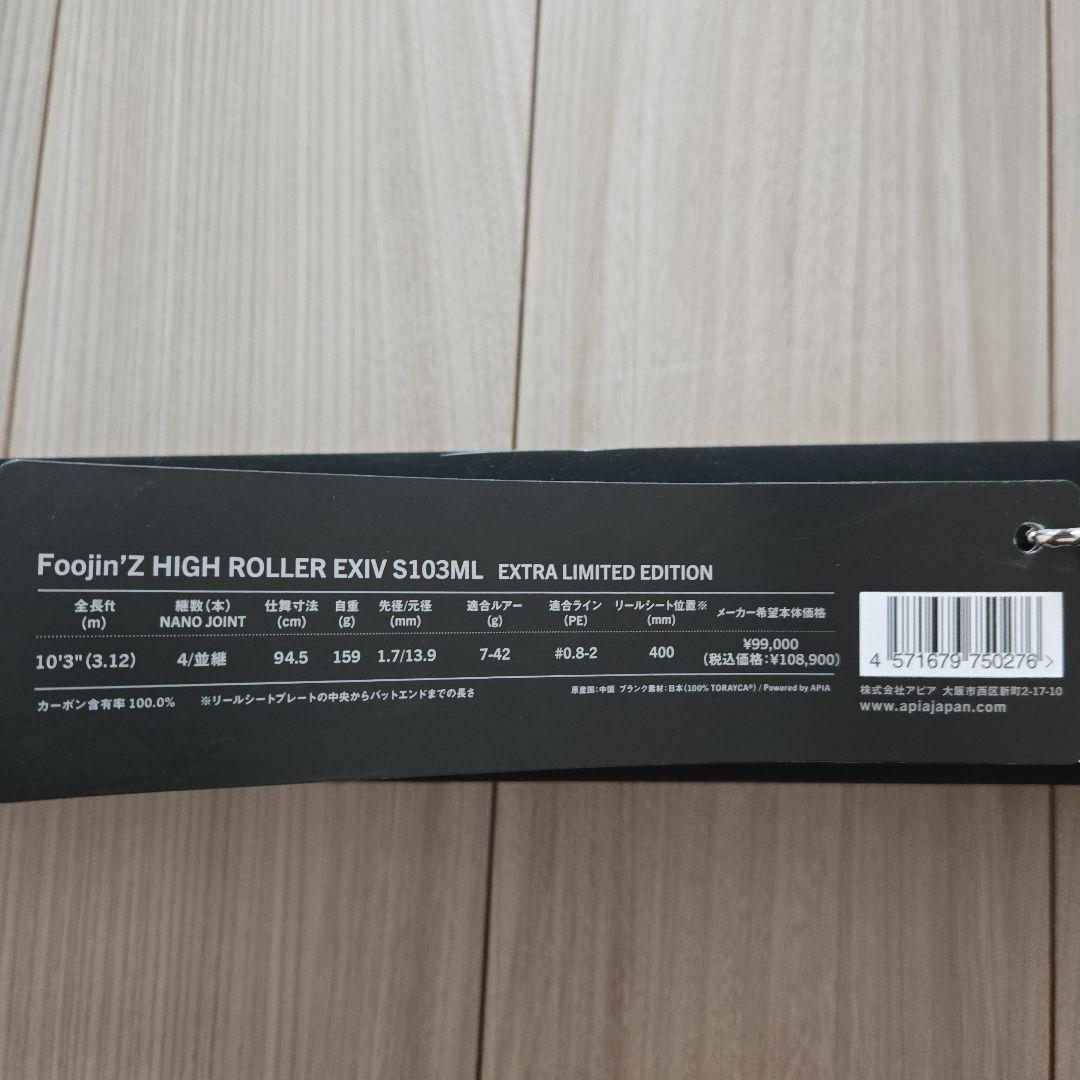 Foojin'Z HIGH ROLLER EXIV S103ML EXTRA LIMITED EDITION
全長ft 継数(本) 仕舞寸法 自重 先径/元径 適合ルアー 適合ライン リールシート位置※ メーカー希望本体価格
(m) NANO JOINT (cm) (g) (mm) (g) (PE) (mm)
¥99,000
10'3"(3.12) 4/並継 94.5 159 1.7/13.9 7-42 #0.8-2 400 (税込価格:¥108,900)
カーボン含有率100.0% ※リールシートプレートの中央からバットエンドまでの長さ 原産国:中国 ブランク素材:日本(100% TORAYCA®) / Powered by APIA
4 571679 750276 >
株式会社アピア 大阪市西区新町2-17-10
www.apiajapan.com